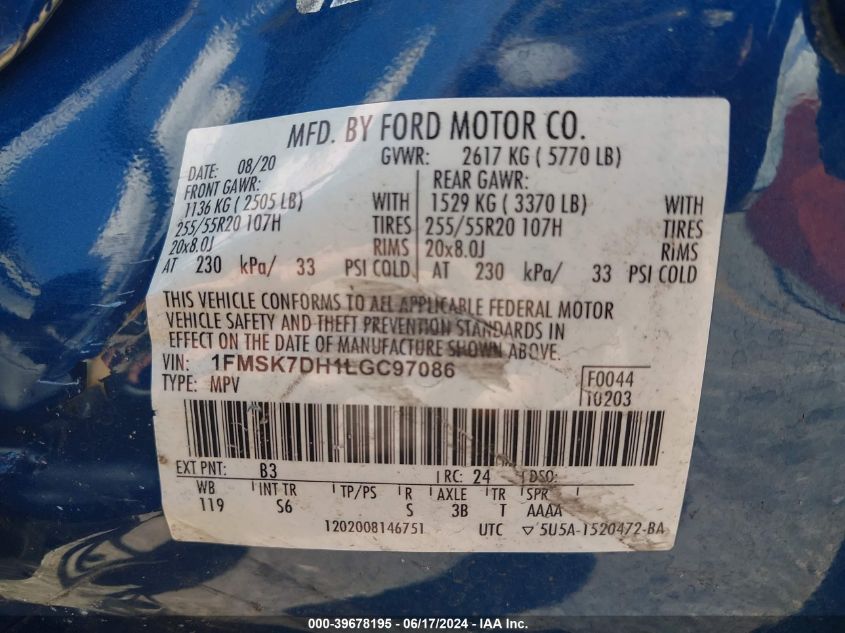 MFD. BY FORD MOTOR CO.
DATE: 08/20 GVWR: 2617 KG ( 5770 LB)
FRONT GAWR: REAR GAWR:
1136 KG ( 2505 LB) WITH 1529 KG ( 3370 LB) WITH
255/55R20 107H TIRES 255/55R20 107H TIRES
20x8.0J RIMS 20x8.0J RIMS
AT 230 kPa/ 33 PSI COLD AT 230 kPa/ 33 PSI COLD
THIS VEHICLE CONFORMS TO ALL APPLICABLE FEDERAL MOTOR
VEHICLE SAFETY AND THEFT PREVENTION STANDARDS IN
EFFECT ON THE DATE OF MANUFACTURE SHOWN ABOVE.
VIN: 1FMSK7DH1LGC97086
TYPE: MPV F0044
10203
EXT PNT: B3 RC: 24 DSO:
WB INT TR TP/PS R AXLE TR SPR
119 S6 S 3B T AAAA
1202008146751 UTC ▽ 5U5A-1520472-BA
000-39678195 - 06/17/2024 - IAAI.com